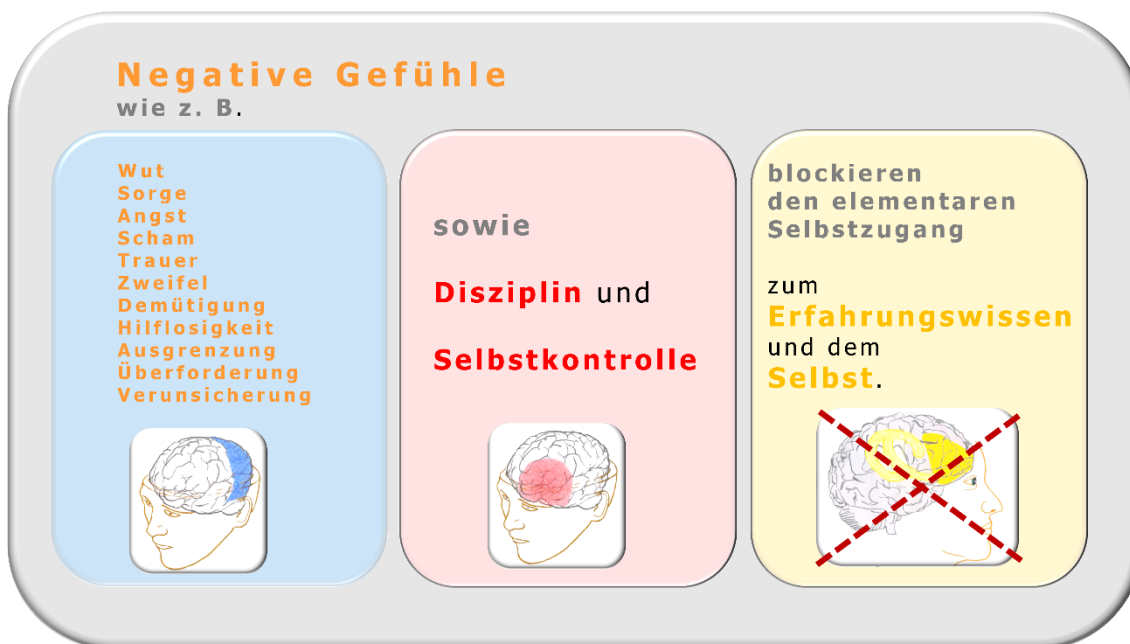 Negative Gefühle
wie z. B.
Wut
Sorge
Angst
Scham
Trauer
Zweifel
Demütigung
Hilflosigkeit
Ausgrenzung
Überforderung
Verunsicherung
sowie
Disziplin und
Selbstkontrolle
blockieren
den elementaren
Selbstzugang
zum
Erfahrungswissen
und dem
Selbst.